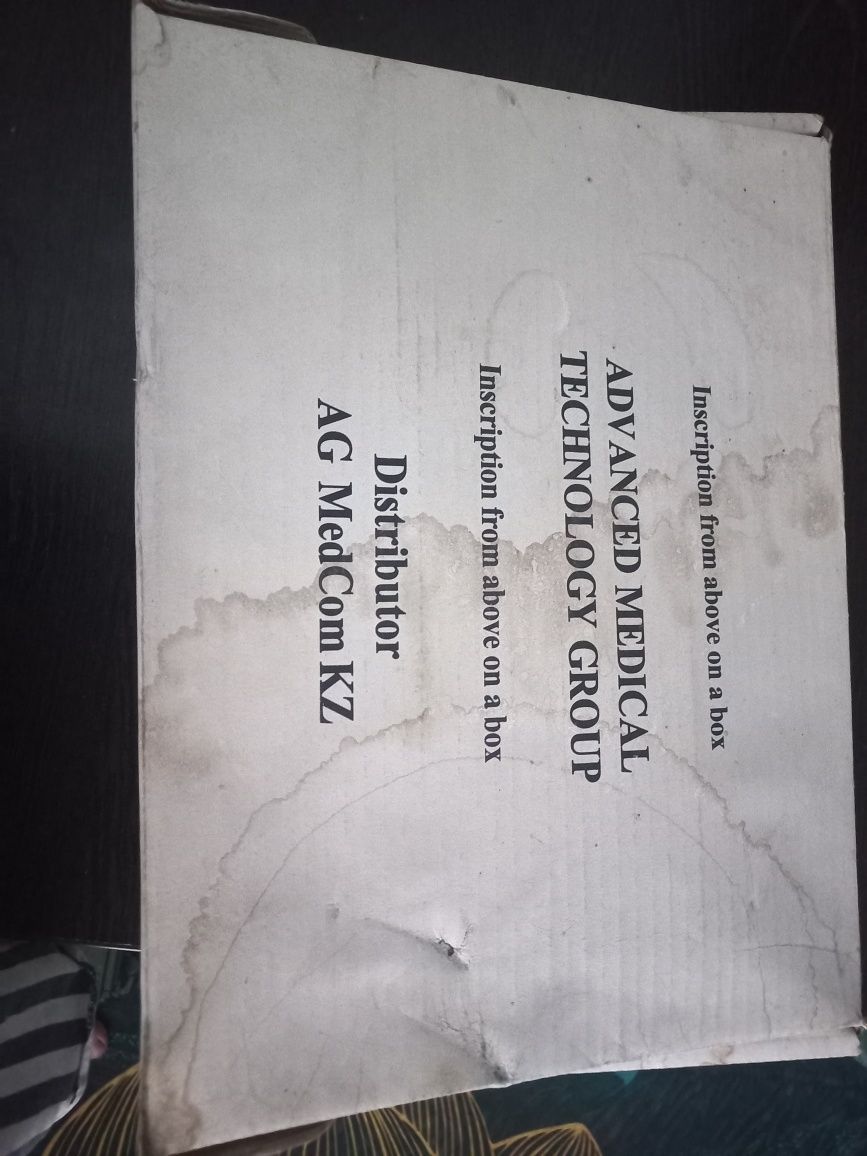 Inscription from above on a box
ADVANCED MEDICAL
TECHNOLOGY GROUP
Inscription from above on a box
Distributor
AG MedCom KZ